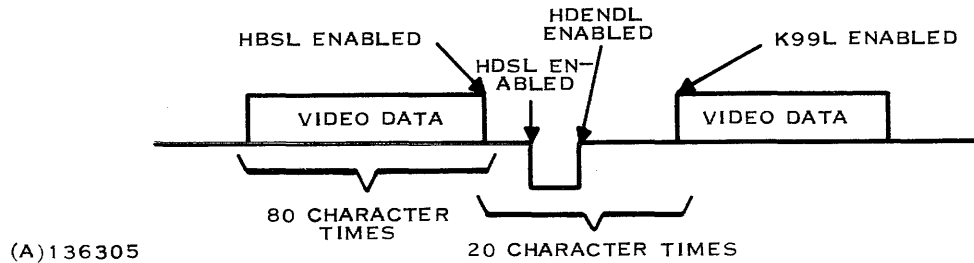 HDENDL
ENABLED
HBSL ENABLED
K99L ENABLED
HDSL EN-
ABLED
VIDEO DATA
VIDEO DATA
80 CHARACTER
TIMES
20 CHARACTER TIMES
(A)136305